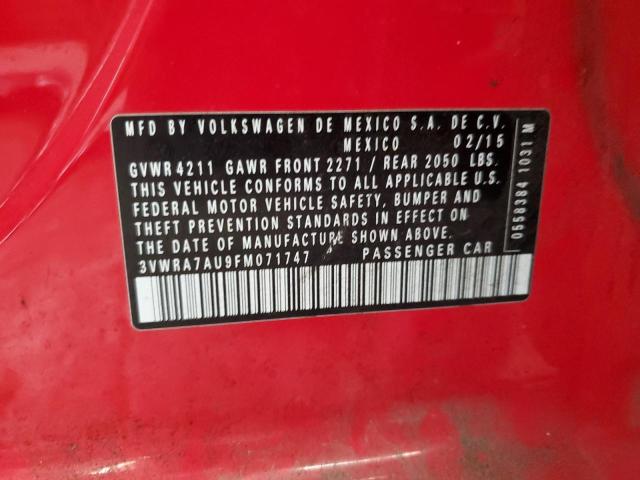 MFD BY VOLKSWAGEN DE MEXICO S.A. DE C.V.
MEXICO 02/15
GVWR 4211 GAWR FRONT 2271 / REAR 2050 LBS.
THIS VEHICLE CONFORMS TO ALL APPLICABLE U.S.
FEDERAL MOTOR VEHICLE SAFETY, BUMPER AND
THEFT PREVENTION STANDARDS IN EFFECT ON
THE DATE OF MANUFACTURE SHOWN ABOVE.
3VWRA7AU9FM071747 PASSENGER CAR
0558384 1031 M